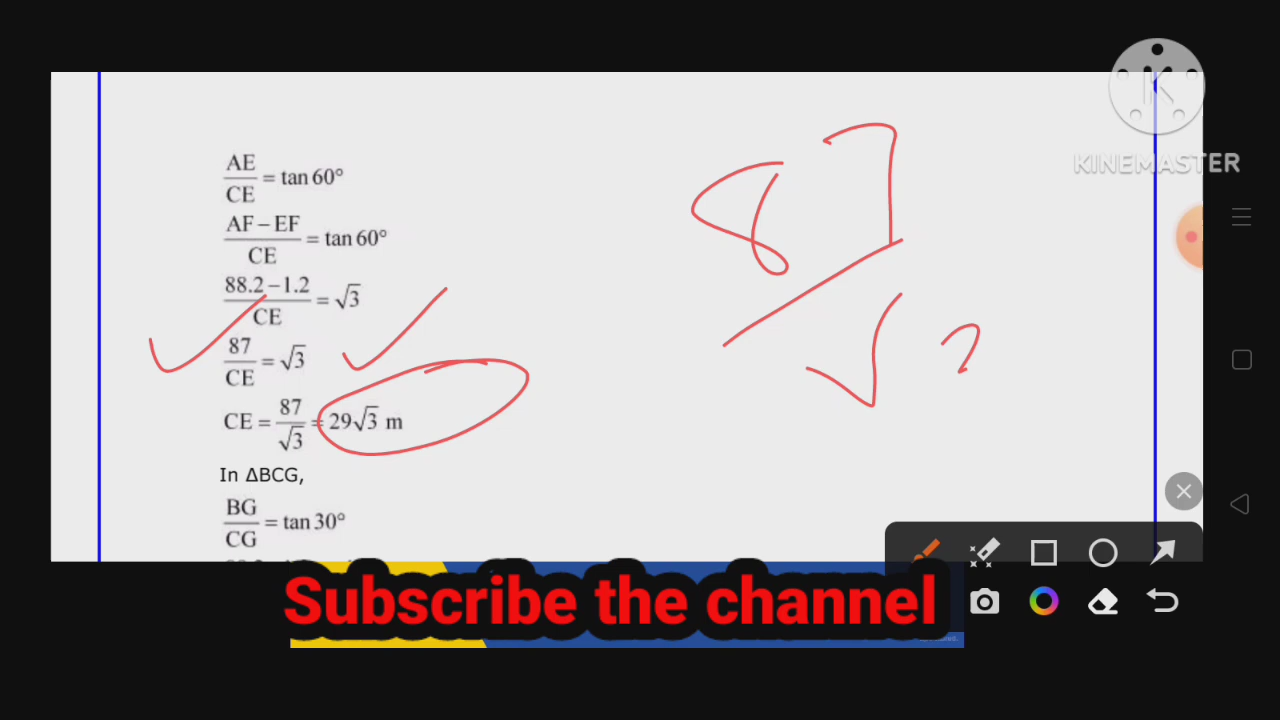 AE/CE = tan 60°
AF – EF/CE = tan 60°
88.2 – 1.2/CE = √3
87/CE = √3
CE = 87/√3 = 29√3 m
In ΔBCG,
BG/CG = tan 30°
87
√3
KINEMASTER
Subscribe the channel